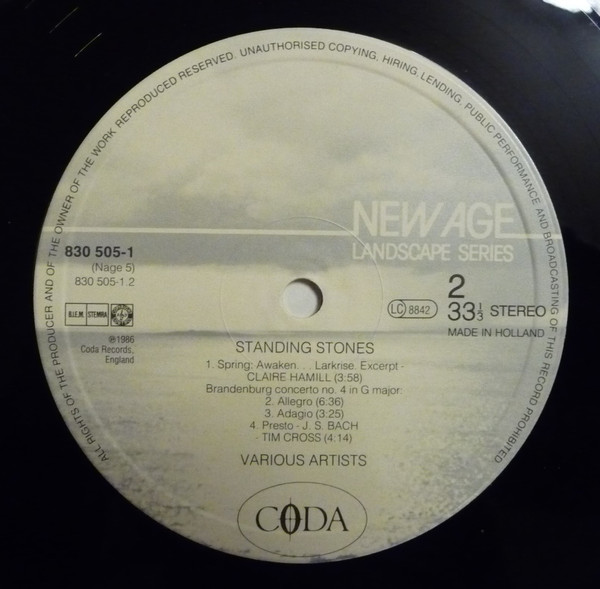 ALL RIGHTS OF THE PRODUCER AND OF THE OWNER OF THE WORK REPRODUCED RESERVED. UNAUTHORISED COPYING, HIRING, LENDING, PUBLIC PERFORMANCE AND BROADCASTING OF THIS RECORD PROHIBITED
NEW AGE
LANDSCAPE SERIES
830 505-1
(Nage 5)
830 505-1.2
B.I.E.M. STEMRA
℗1986
Coda Records,
England
LC 8842
2
33⅓ STEREO
MADE IN HOLLAND
STANDING STONES
1. Spring: Awaken. . . Larkrise. Excerpt -
CLAIRE HAMILL (3:58)
Brandenburg concerto no. 4 in G major:
2. Allegro (6:36)
3. Adagio (3:25)
4. Presto - J. S. BACH
- TIM CROSS (4:14)
VARIOUS ARTISTS
CODA